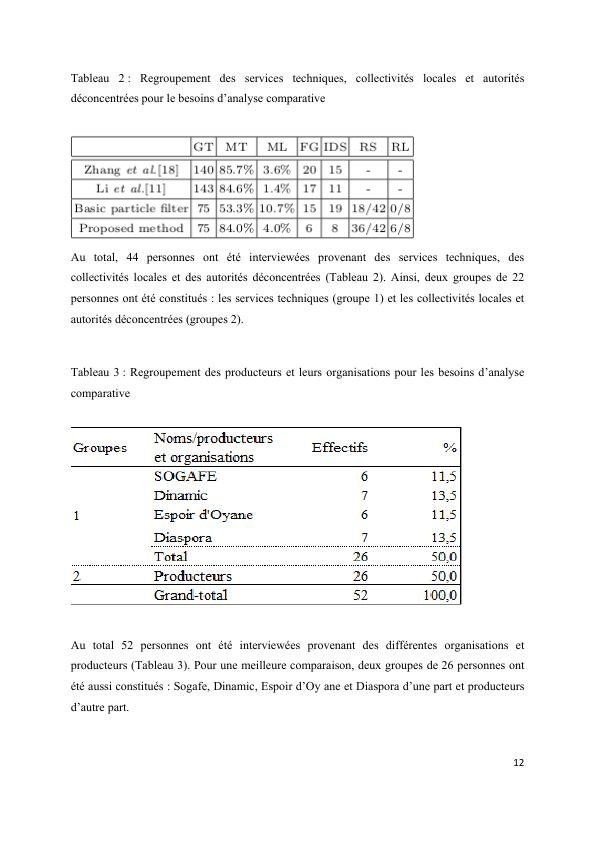 Tableau 2 : Regroupement des services techniques, collectivités locales et autorités
déconcentrées pour le besoins d’analyse comparative
GT MT ML FG IDS RS RL
Zhang et al.[18] 140 85.7% 3.6% 20 15 - -
Li et al.[11] 143 84.6% 1.4% 17 11 - -
Basic particle filter 75 53.3% 10.7% 15 19 18/42 0/8
Proposed method 75 84.0% 4.0% 6 8 36/42 6/8
Au total, 44 personnes ont été interviewées provenant des services techniques, des
collectivités locales et des autorités déconcentrées (Tableau 2). Ainsi, deux groupes de 22
personnes ont été constitués : les services techniques (groupe 1) et les collectivités locales et
autorités déconcentrées (groupes 2).
Tableau 3 : Regroupement des producteurs et leurs organisations pour les besoins d’analyse
comparative
Groupes Noms/producteurs et organisations Effectifs %
SOGAFE 6 11,5
Dinamic 7 13,5
1 Espoir d'Oyane 6 11,5
Diaspora 7 13,5
Total 26 50,0
2 Producteurs 26 50,0
Grand-total 52 100,0
Au total 52 personnes ont été interviewées provenant des différentes organisations et
producteurs (Tableau 3). Pour une meilleure comparaison, deux groupes de 26 personnes ont
été aussi constitués : Sogafe, Dinamic, Espoir d’Oy ane et Diaspora d’une part et producteurs
d’autre part.
12